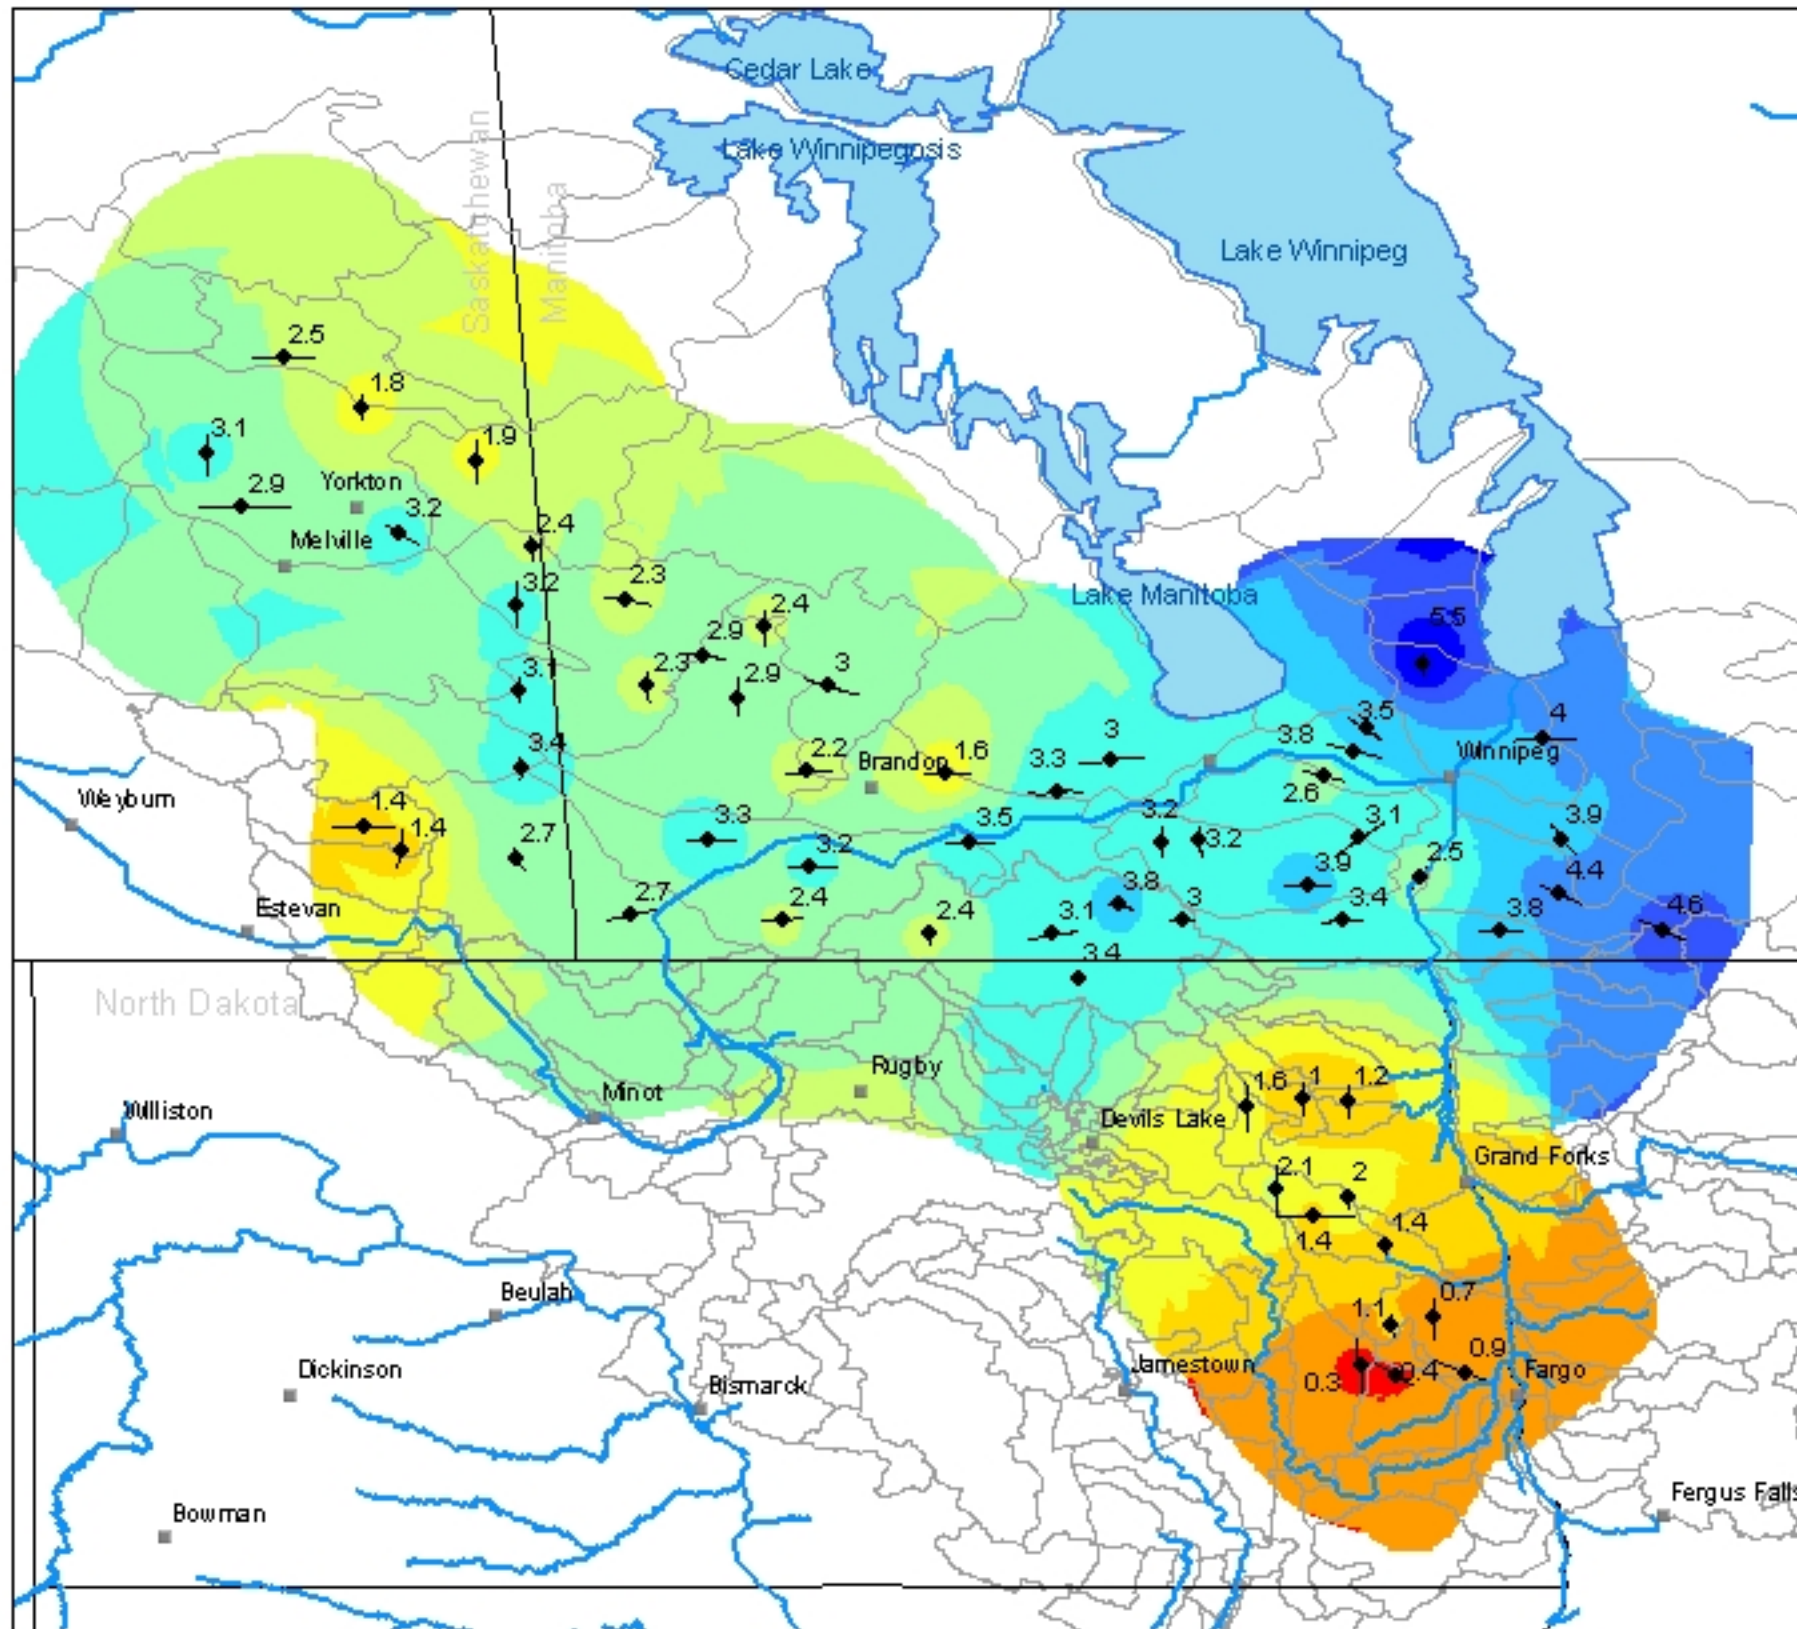 Cedar Lake
Lake Winnipegosis
Saskatchewan
Manitoba
Lake Winnipeg
2.5
1.8
3.1
1.9
2.9
Yorkton
3.2
Melville
2.4
3.2
2.3
2.4
Lake Manitoba
5.5
2.9
3.1
2.3
2.9
3
3.4
2.2
Brandon
1.6
3.3
3
3.8
3.5
2.6
Winnipeg
4
Weyburn
1.4
1.4
2.7
3.3
3.2
3.5
3.2
3.2
3.1
3.9
2.5
3.9
4.4
Estevan
2.7
2.4
2.4
3.1
3.8
3
3.9
3.4
3.8
4.6
3.4
North Dakota
Rugby
Minot
Williston
Devils Lake
1.6
1
1.2
Grand Forks
2.1
2
1.4
1.4
Beulah
1.1
0.7
Dickinson
Bismarck
Jamestown
0.3
0.4
0.9
Fargo
Bowman
Fergus Falls